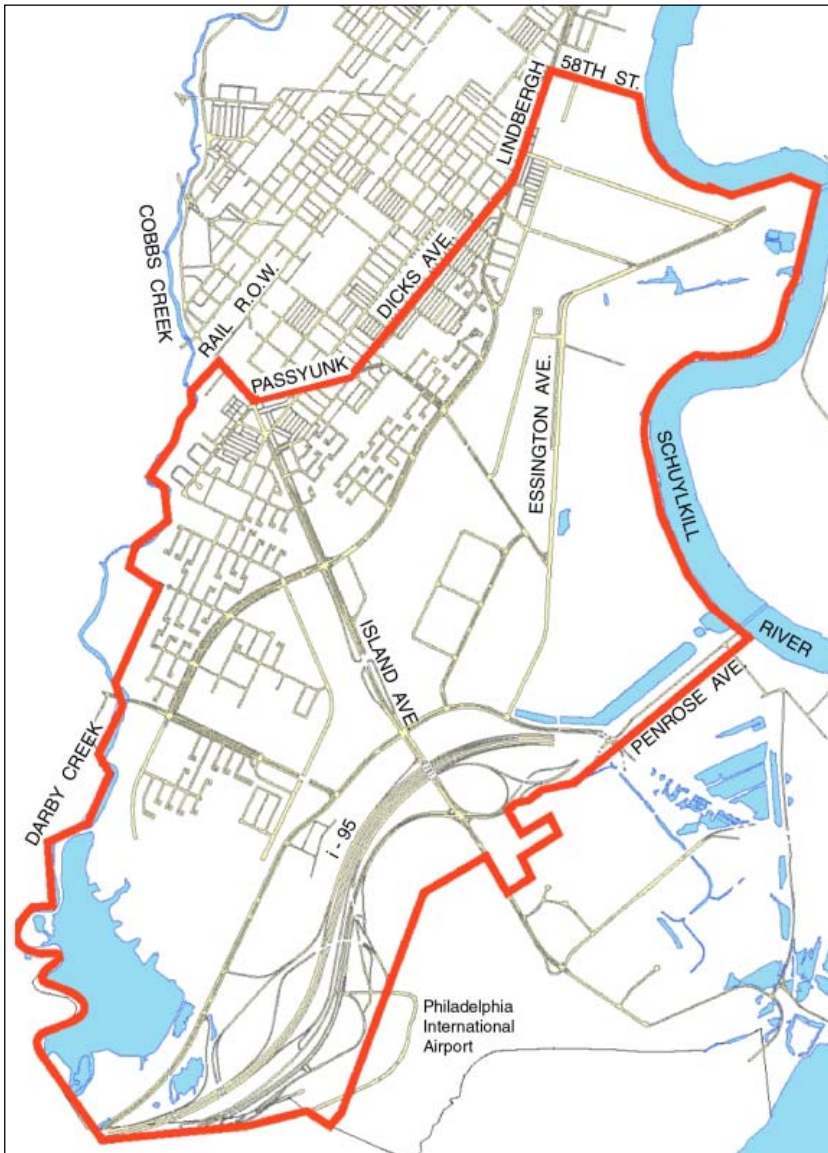 58TH ST.
LINDBERGH
COBBS CREEK
RAIL R.O.W.
DICKS AVE.
PASSYUNK
ESSINGTON AVE.
SCHUYLKILL
RIVER
ISLAND AVE.
PENROSE AVE.
DARBY CREEK
i - 95
Philadelphia
International
Airport